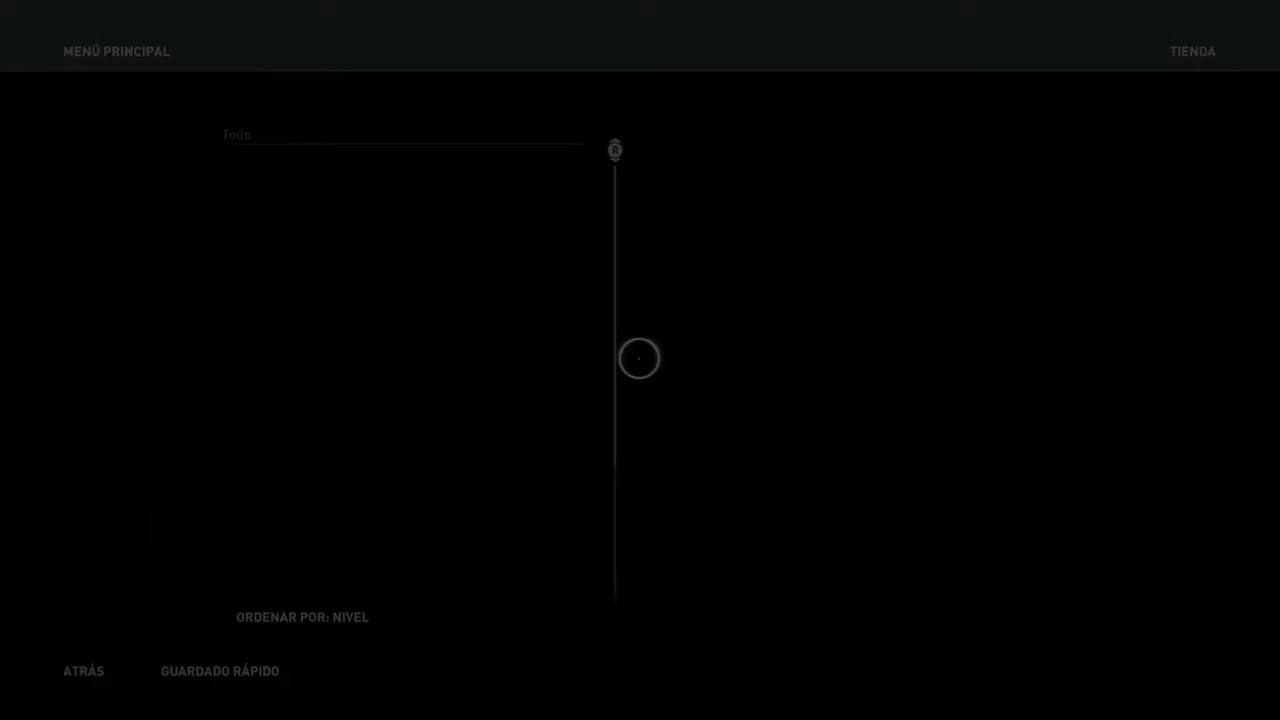 MENÚ PRINCIPAL
TIENDA
Todo
R
ORDENAR POR: NIVEL
ATRÁS
GUARDADO RÁPIDO